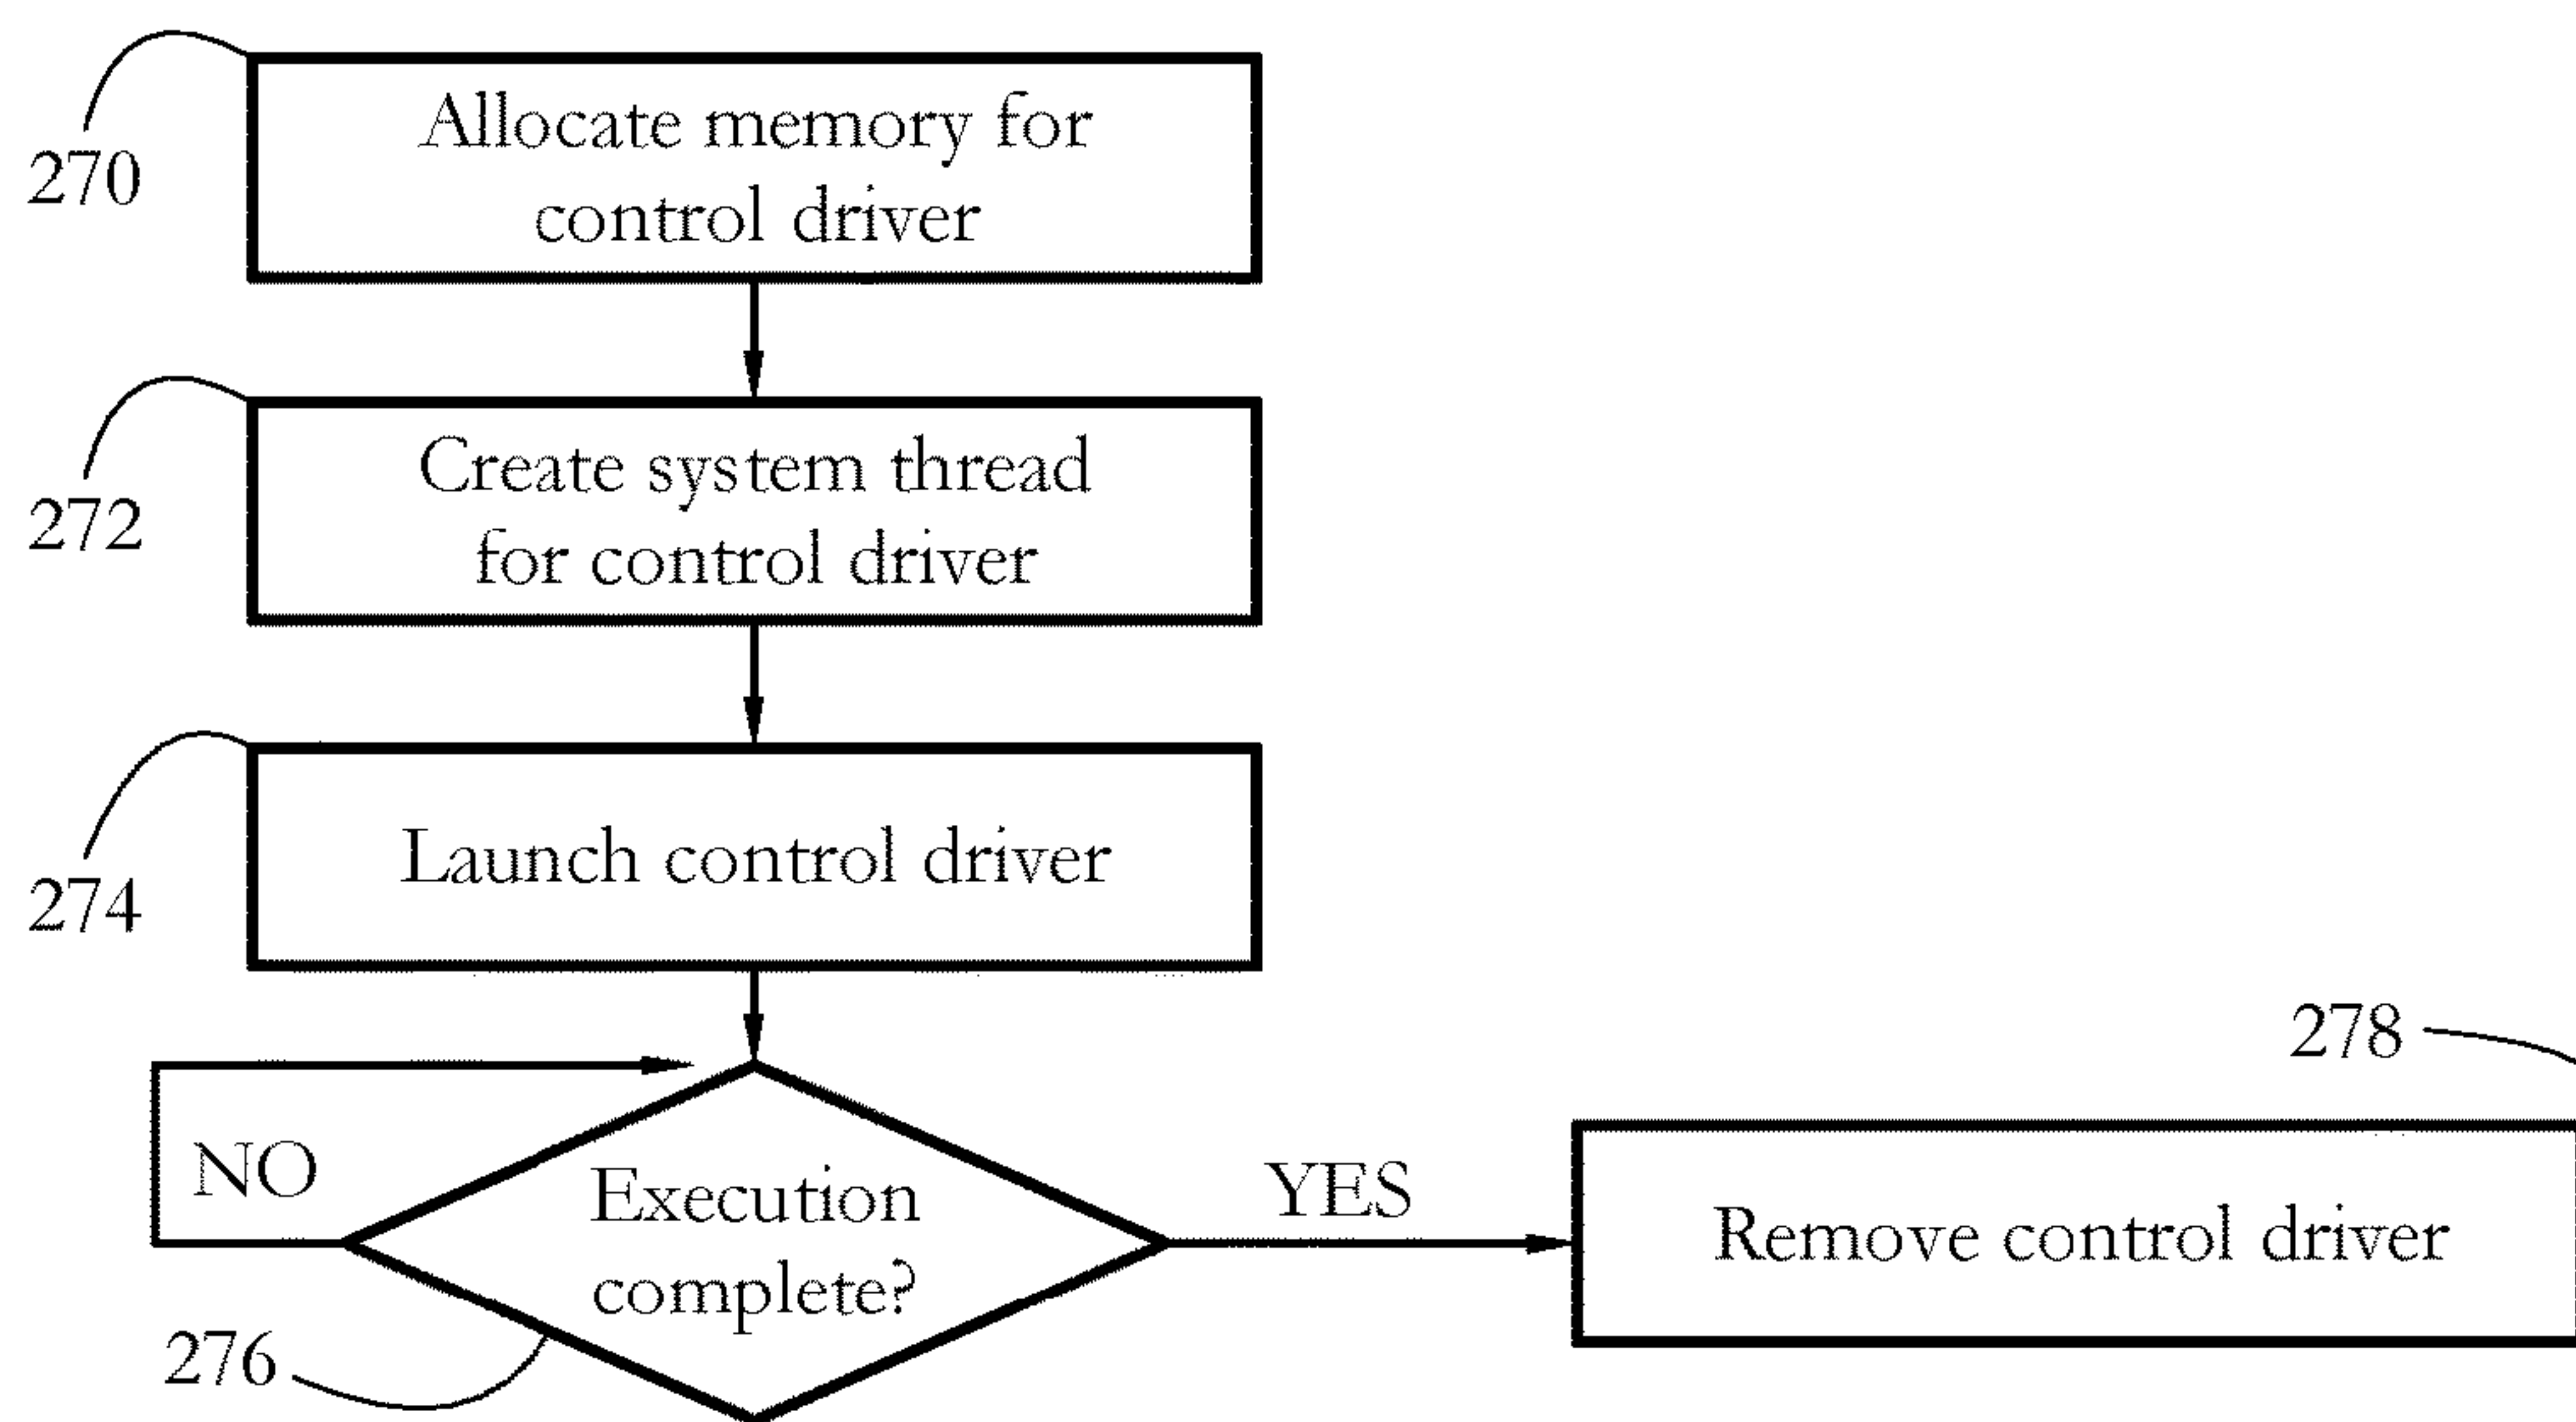 Allocate memory for
control driver
270
Create system thread
for control driver
272
Launch control driver
274
NO
Execution
complete?
276
YES
278
Remove control driver